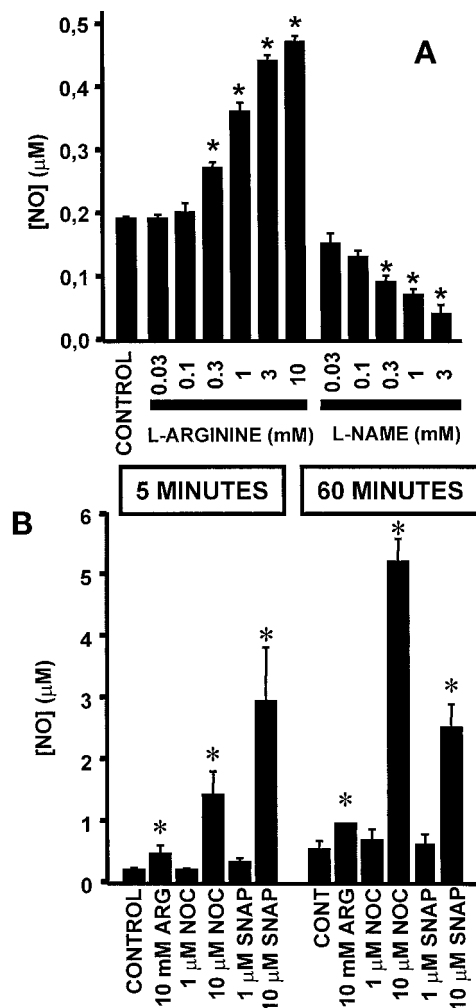 A
[NO] (μM)
0,5
0,4
0,3
0,2
0,1
0,0
* * * * * * *
CONTROL
0.03
0.1
0.3
1
3
10
0.03
0.1
0.3
1
3
L-ARGININE (mM)
L-NAME (mM)
5 MINUTES
60 MINUTES
B
[NO] (μM)
6
5
4
3
2
1
0
* * * * * *
CONTROL
10 mM ARG
1 μM NOC
10 μM NOC
1 μM SNAP
10 μM SNAP
CONT
10 mM ARG
1 μM NOC
10 μM NOC
1 μM SNAP
10 μM SNAP